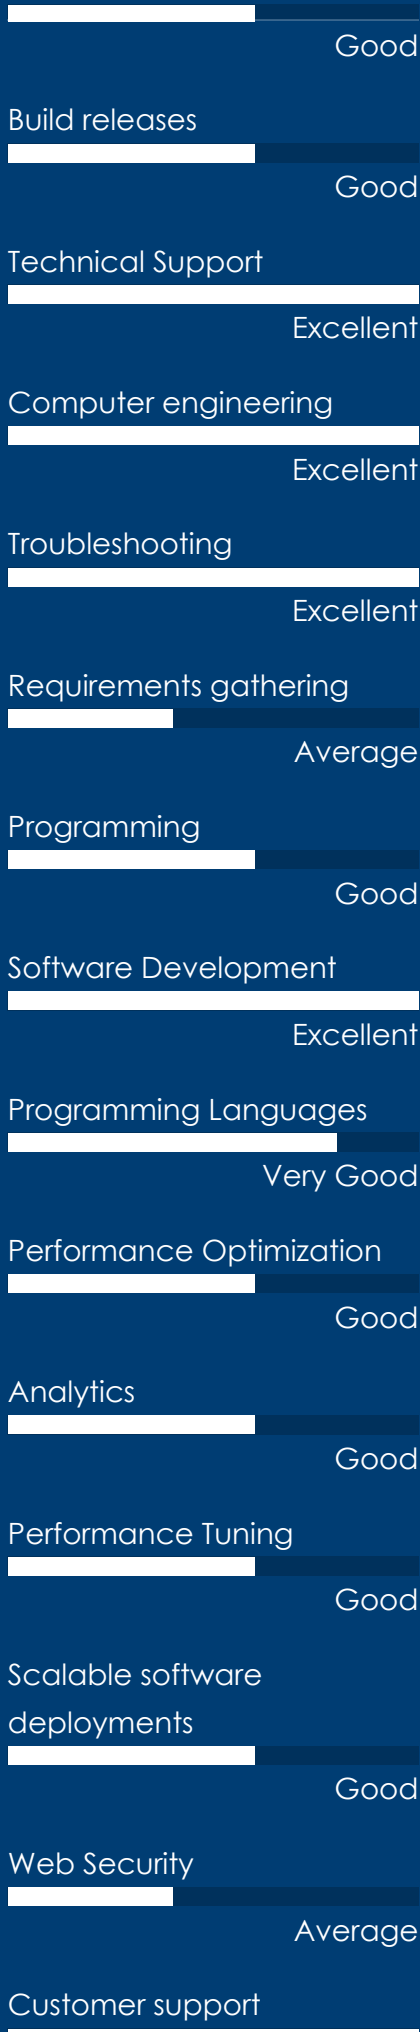 Good
Build releases
Good
Technical Support
Excellent
Computer engineering
Excellent
Troubleshooting
Excellent
Requirements gathering
Average
Programming
Good
Software Development
Excellent
Programming Languages
Very Good
Performance Optimization
Good
Analytics
Good
Performance Tuning
Good
Scalable software
deployments
Good
Web Security
Average
Customer support